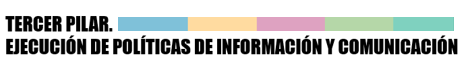 TERCER PILAR.
EJECUCIÓN DE POLÍTICAS DE INFORMACIÓN Y COMUNICACIÓN